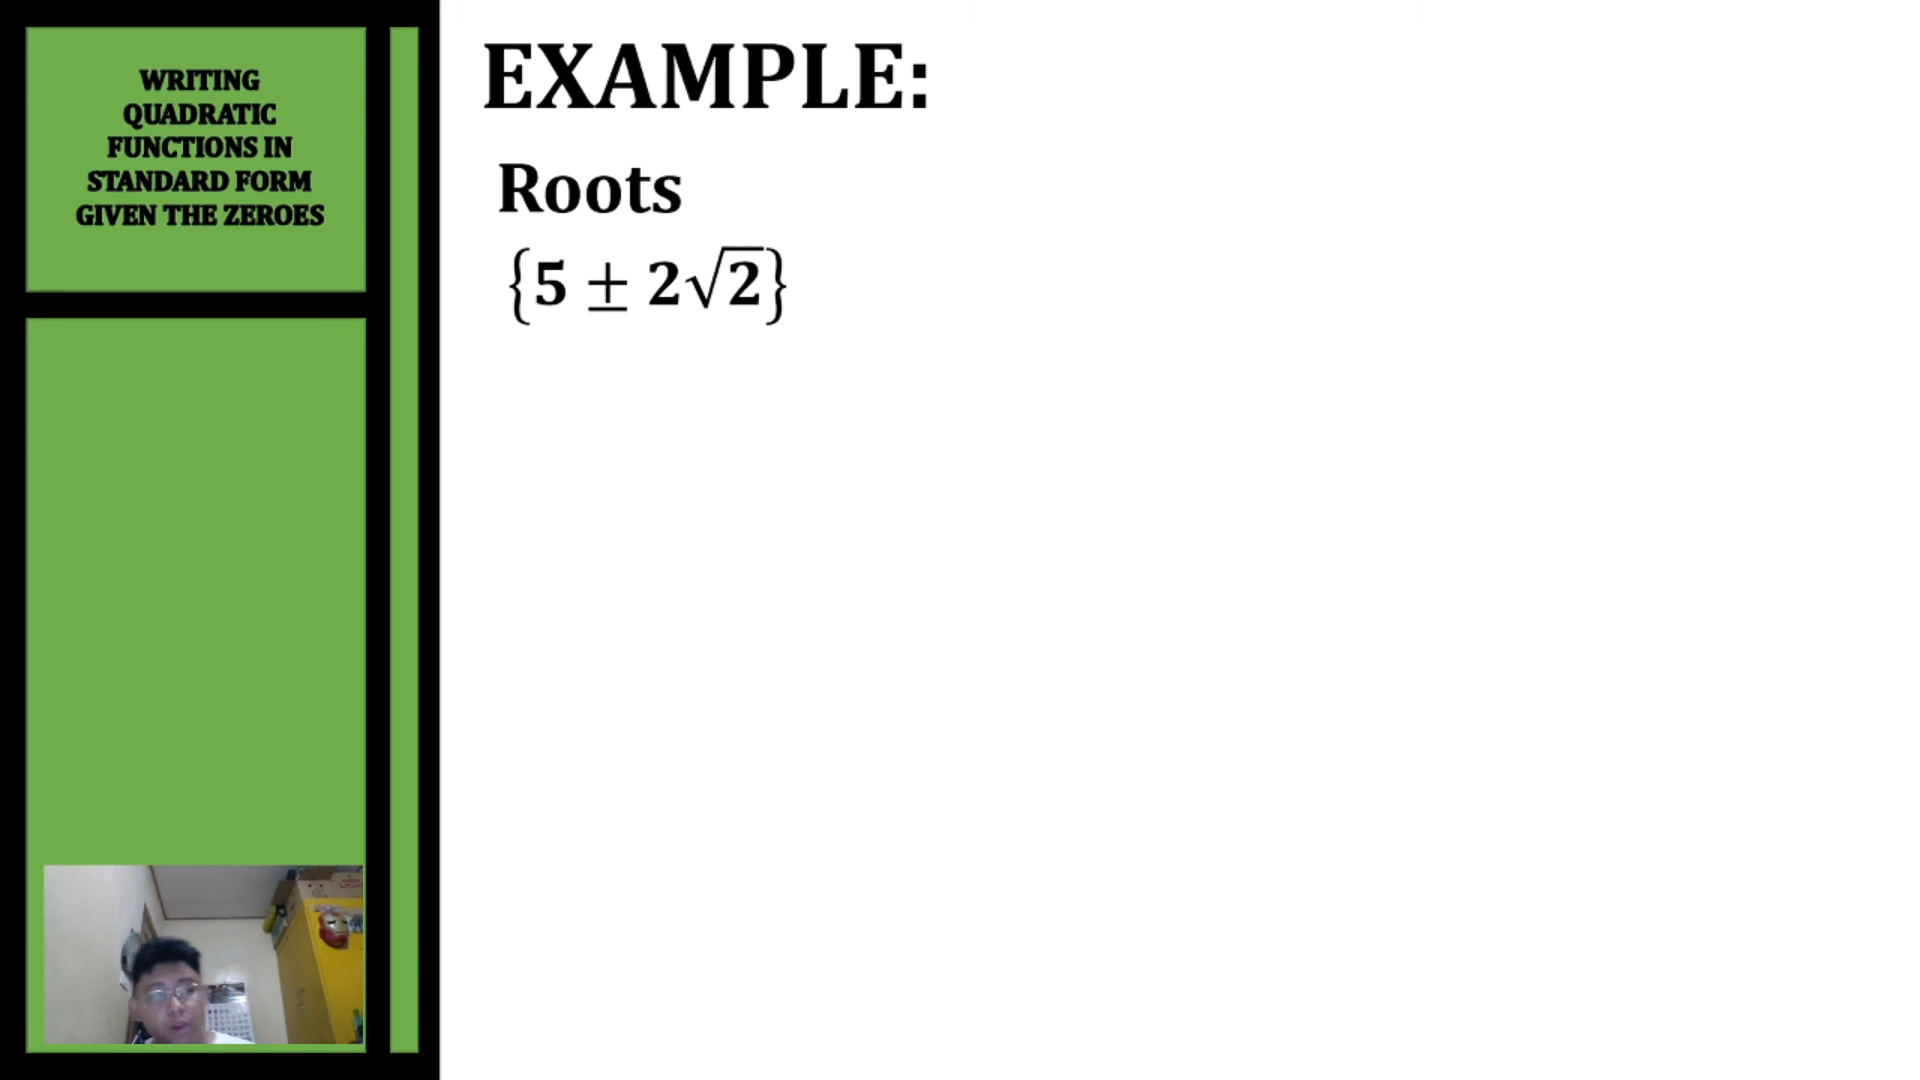 WRITING
QUADRATIC
FUNCTIONS IN
STANDARD FORM
GIVEN THE ZEROES
EXAMPLE:
Roots
{5 ± 2√2}